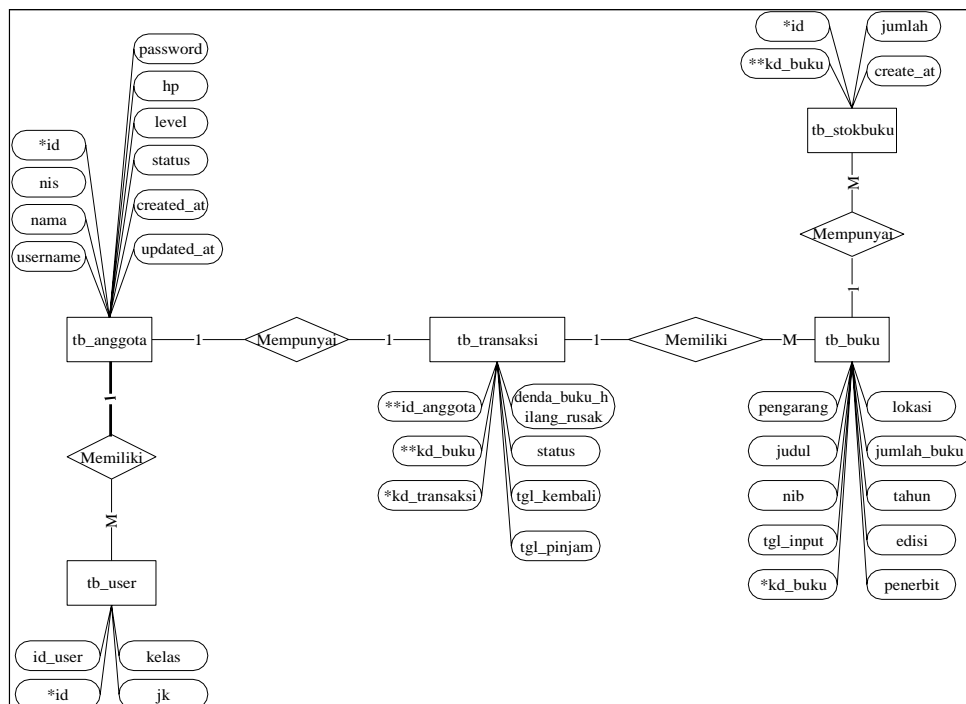 *id
jumlah
**kd_buku
create_at
tb_stokbuku
M
Mempunyai
1
password
hp
level
status
created_at
updated_at
*id
nis
nama
username
tb_anggota
1
Mempunyai
1
tb_transaksi
1
Memiliki
M
tb_buku
**id_anggota
**kd_buku
*kd_transaksi
denda_buku_h
ilang_rusak
status
tgl_kembali
tgl_pinjam
pengarang
judul
nib
tgl_input
*kd_buku
lokasi
jumlah_buku
tahun
edisi
penerbit
1
Memiliki
M
tb_user
id_user
kelas
*id
jk